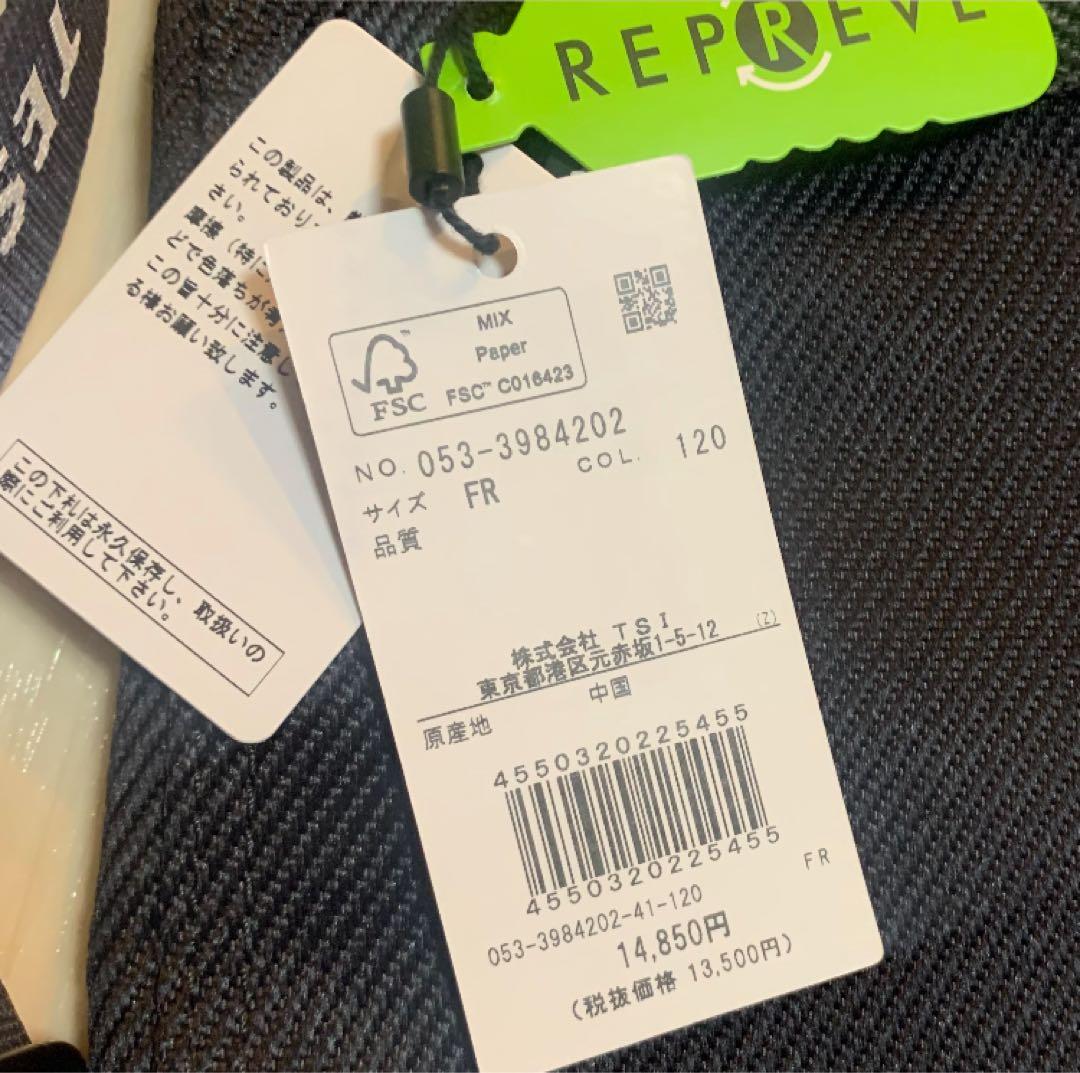 REPREVE
この製品は、
られており
さい。
摩擦（特に
どで色落ちが考
この旨十分に注意し
る様お願い致します。
この下札は永久保存し、取扱いの
際にご利用して下さい。
MIX
Paper
FSC™ C016423
FSC
NO. 053-3984202
COL. 120
サイズ FR
品質
株式会社 TSI
東京都港区元赤坂1-5-12 (Z)
原産地 中国
4550320225455
4550320225455
053-3984202-41-120 FR
14,850円
(税抜価格 13,500円)